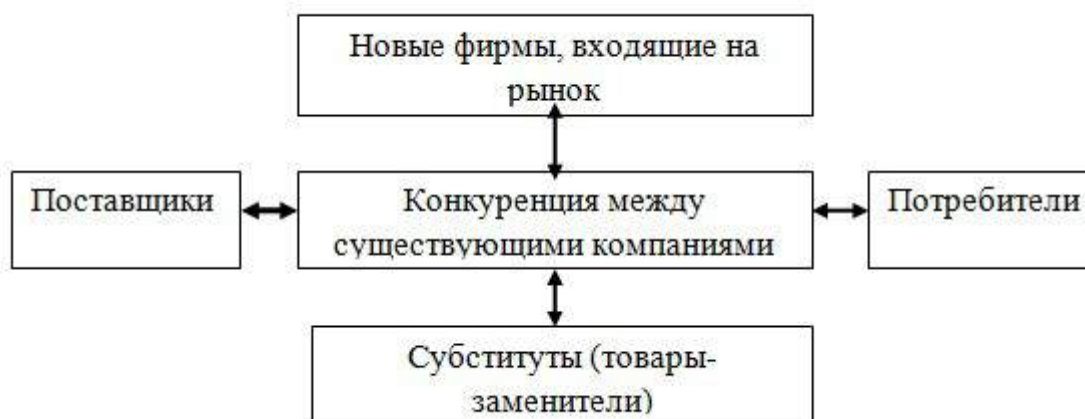 Новые фирмы, входящие на
рынок
Поставщики
Конкуренция между
существующими компаниями
Потребители
Субституты (товары-
заменители)